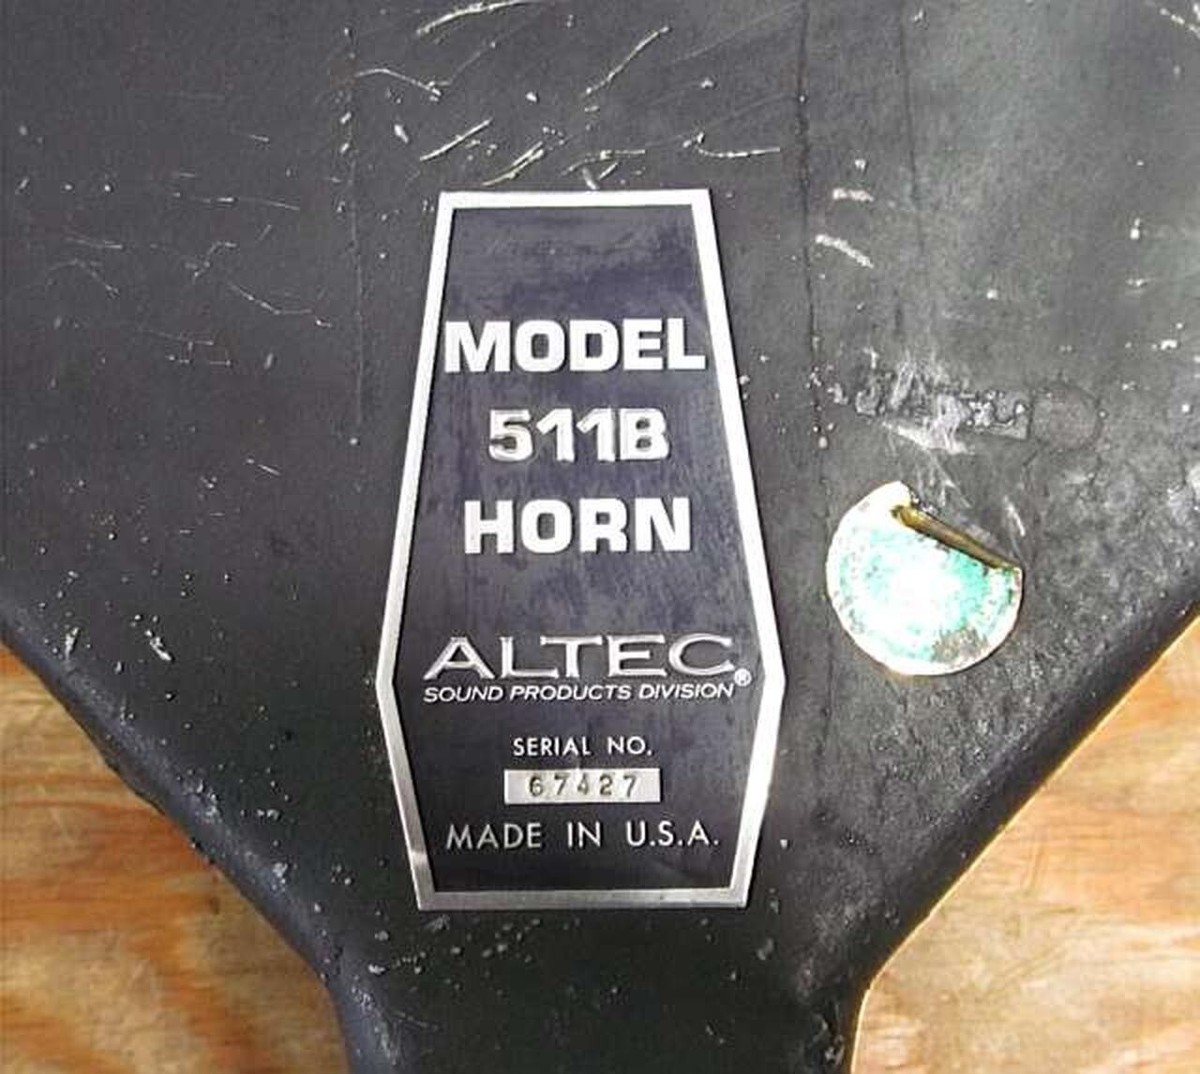 MODEL
511B
HORN
ALTEC®
SOUND PRODUCTS DIVISION
SERIAL NO.
67427
MADE IN U.S.A.